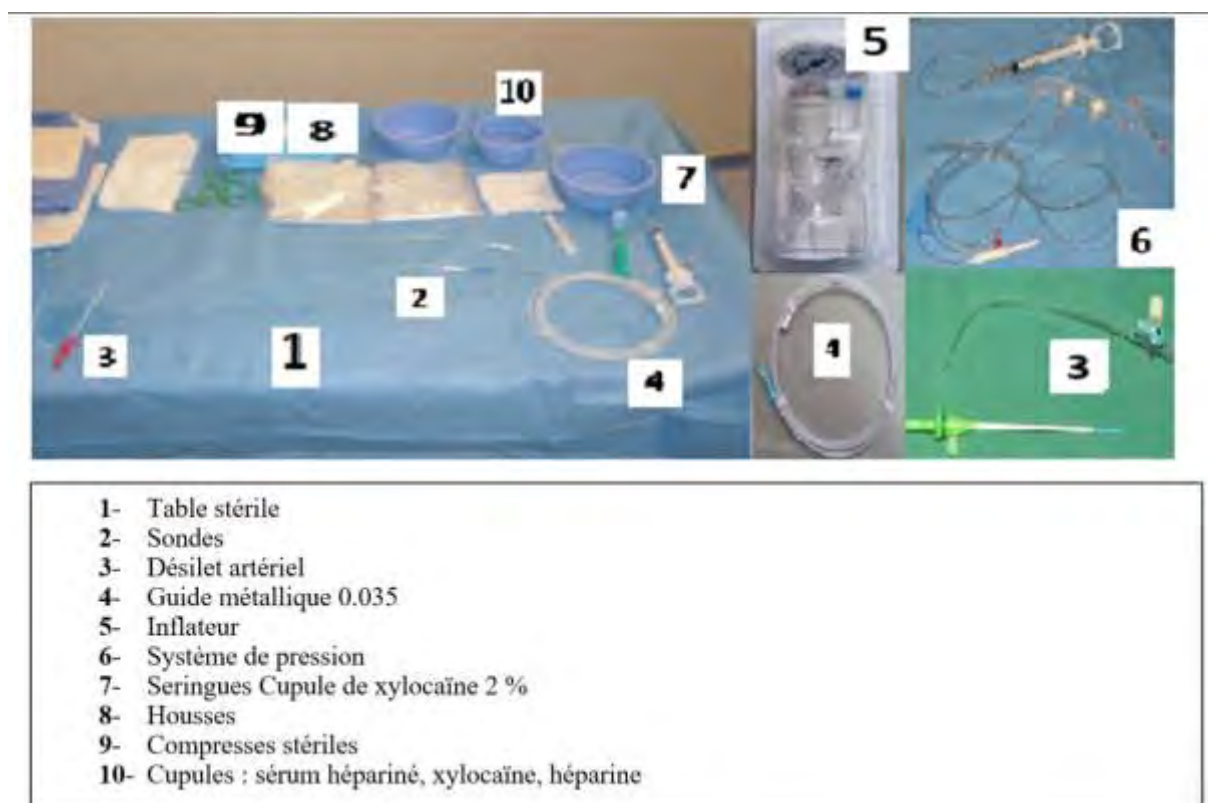 9
8
10
5
7
6
2
3
1
4
4
3
1- Table stérile
2- Sondes
3- Désilet artériel
4- Guide métallique 0.035
5- Inflateur
6- Système de pression
7- Seringues Cupule de xylocaïne 2 %
8- Housses
9- Compresses stériles
10- Cupules : sérum hépariné, xylocaïne, héparine